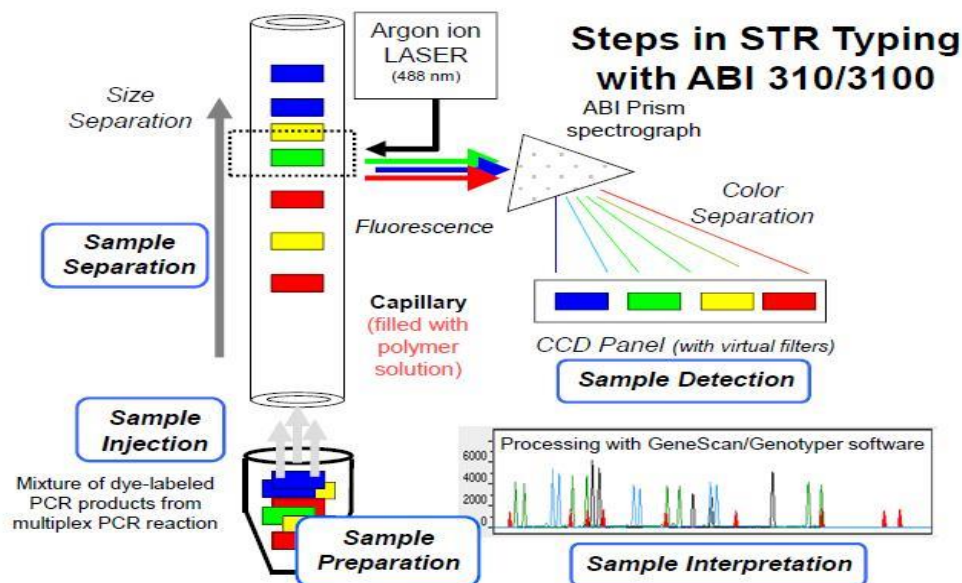 Steps in STR Typing
with ABI 310/3100
Argon ion
LASER
(488 nm)
Size
Separation
ABI Prism
spectrograph
Color
Separation
Fluorescence
Sample
Separation
Capillary
(filled with
polymer
solution)
CCD Panel (with virtual filters)
Sample Detection
Sample
Injection
Mixture of dye-labeled
PCR products from
multiplex PCR reaction
Sample
Preparation
Processing with GeneScan/Genotyper software
6000
4000
2000
0
Sample Interpretation